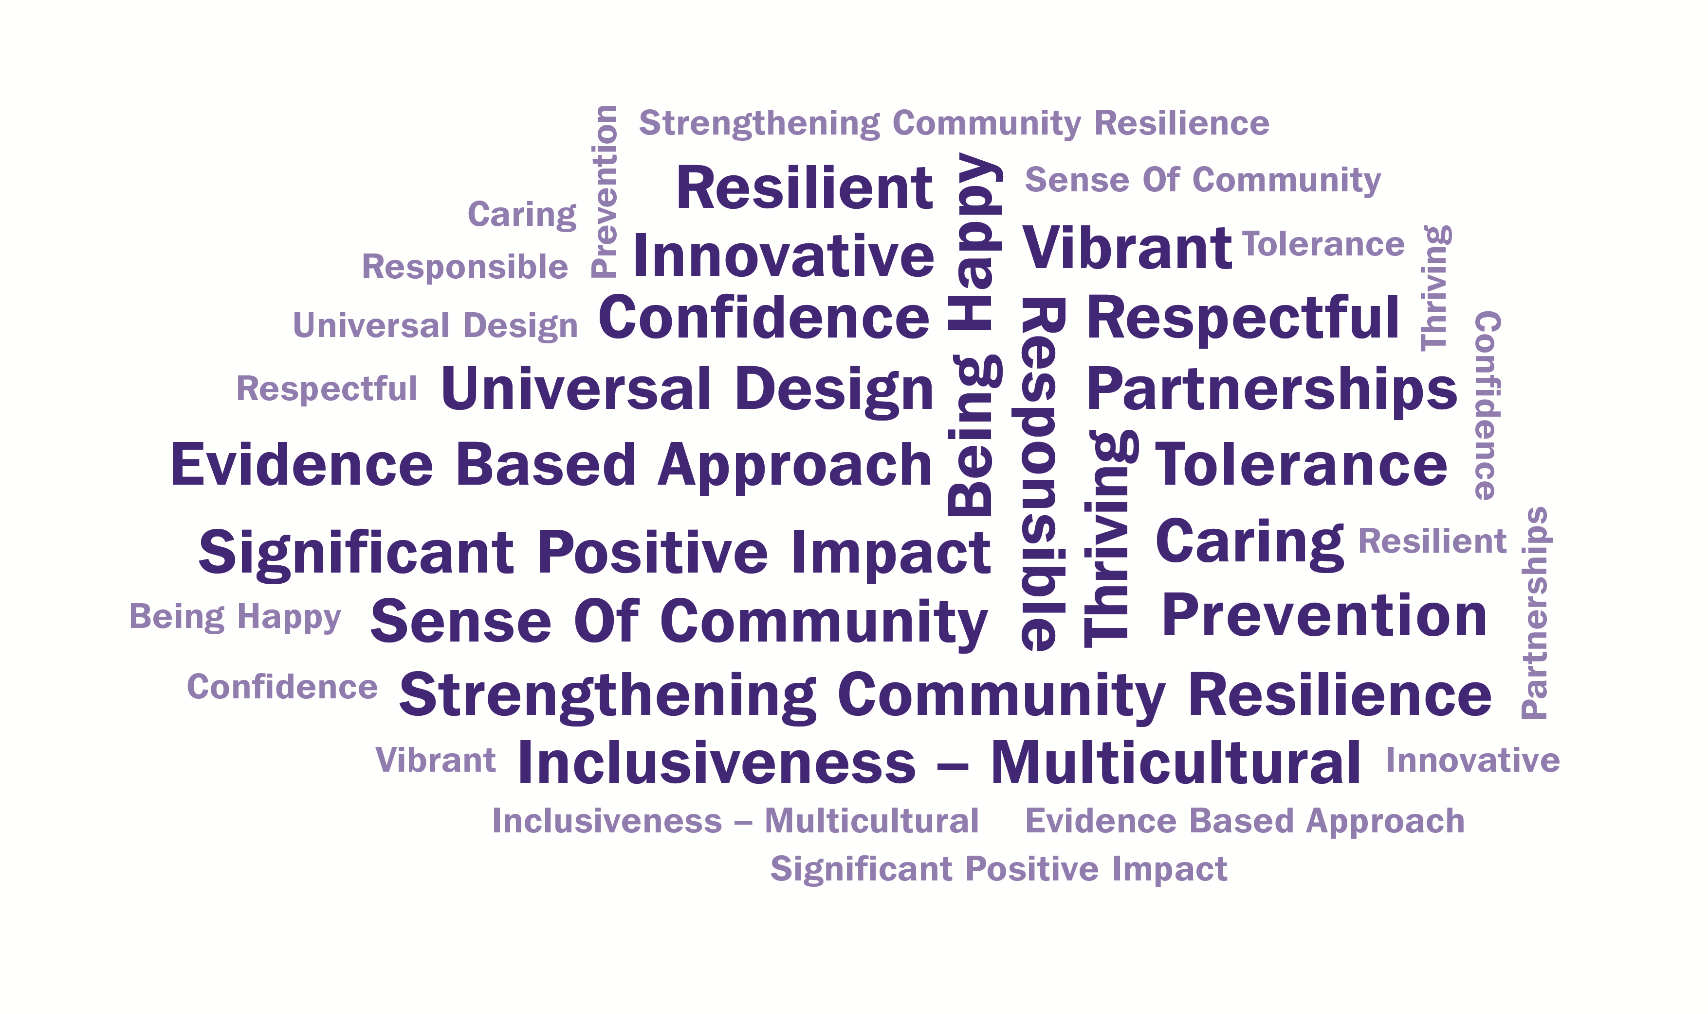 Strengthening Community Resilience
Prevention
Resilient
Being Happy
Sense Of Community
Caring
Innovative
Vibrant
Tolerance
Thriving
Responsible
Universal Design
Confidence
Responsible
Respectful
Confidence
Respectful
Universal Design
Partnerships
Evidence Based Approach
Thriving
Tolerance
Significant Positive Impact
Caring
Resilient
Partnerships
Being Happy
Sense Of Community
Prevention
Confidence
Strengthening Community Resilience
Vibrant
Inclusiveness – Multicultural
Innovative
Inclusiveness – Multicultural
Evidence Based Approach
Significant Positive Impact